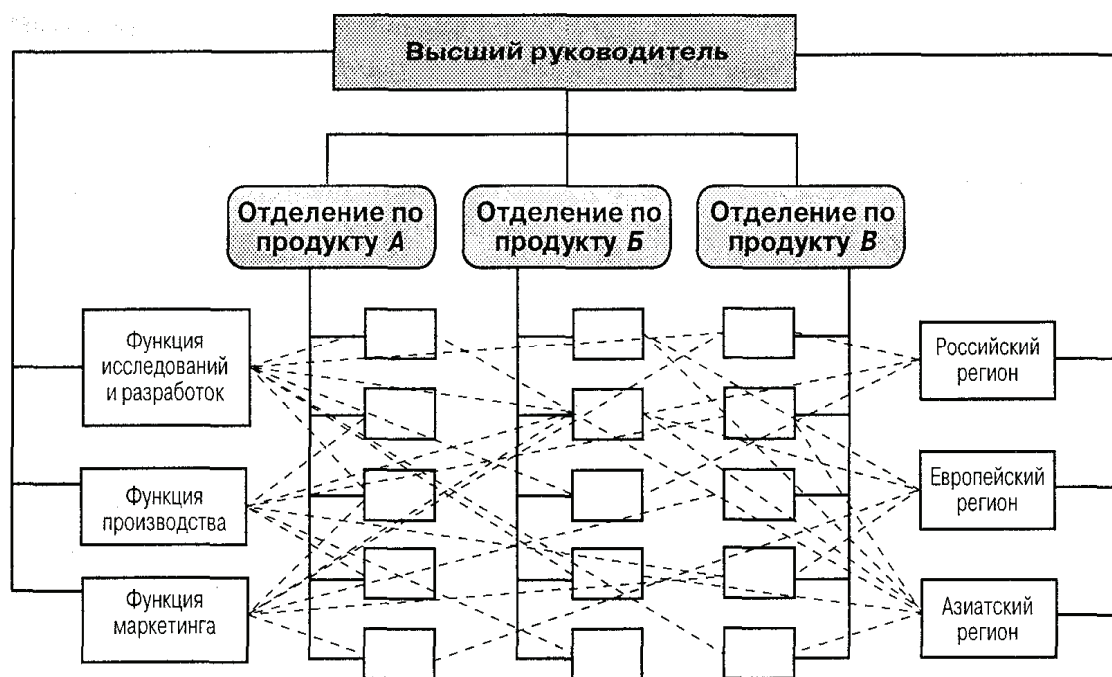 Высший руководитель
Отделение по
продукту А
Отделение по
продукту Б
Отделение по
продукту В
Функция
исследований
и разработок
Функция
производства
Функция
маркетинга
Российский
регион
Европейский
регион
Азиатский
регион